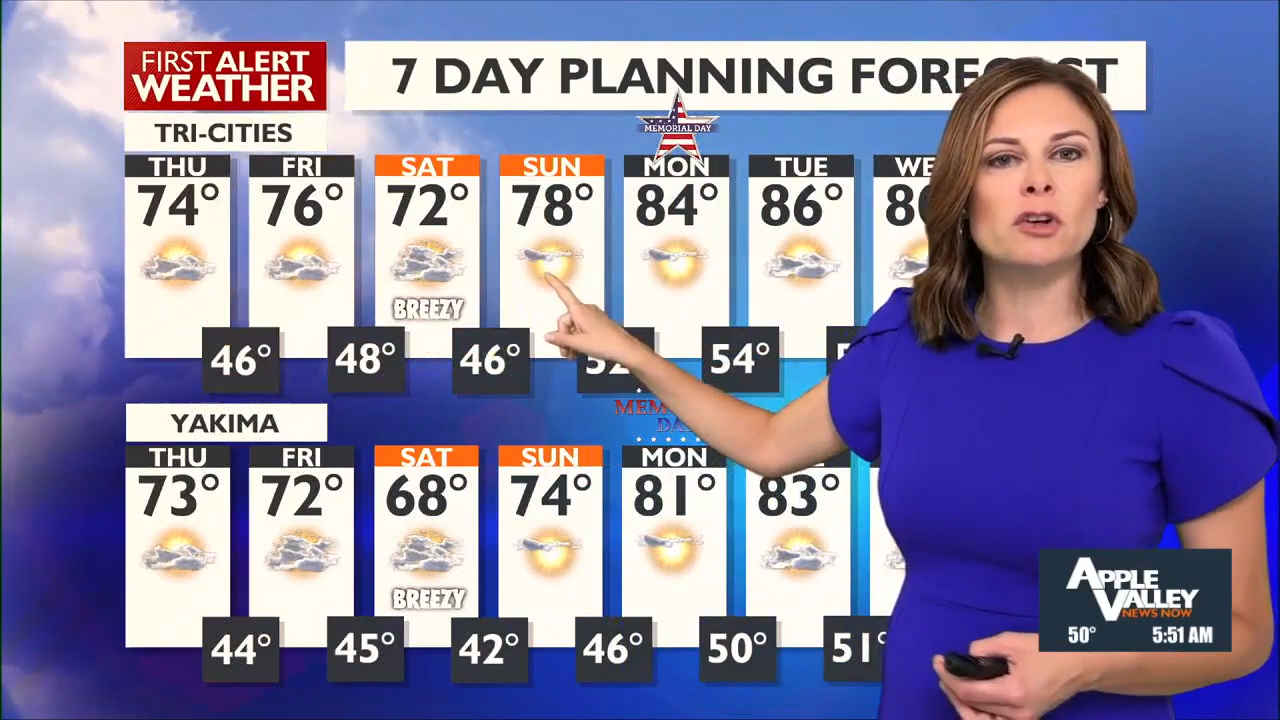 FIRST ALERT
WEATHER
7 DAY PLANNING FORECAST
TRI-CITIES
MEMORIAL DAY
THU FRI SAT SUN MON TUE
74° 76° 72° 78° 84° 86°
BREEZY
46° 48° 46° 52 54°
YAKIMA
THU FRI SAT SUN MON
73° 72° 68° 74° 81° 83°
BREEZY
44° 45° 42° 46° 50° 51°
APPLE
VALLEY
NEWS NOW
50° 5:51 AM